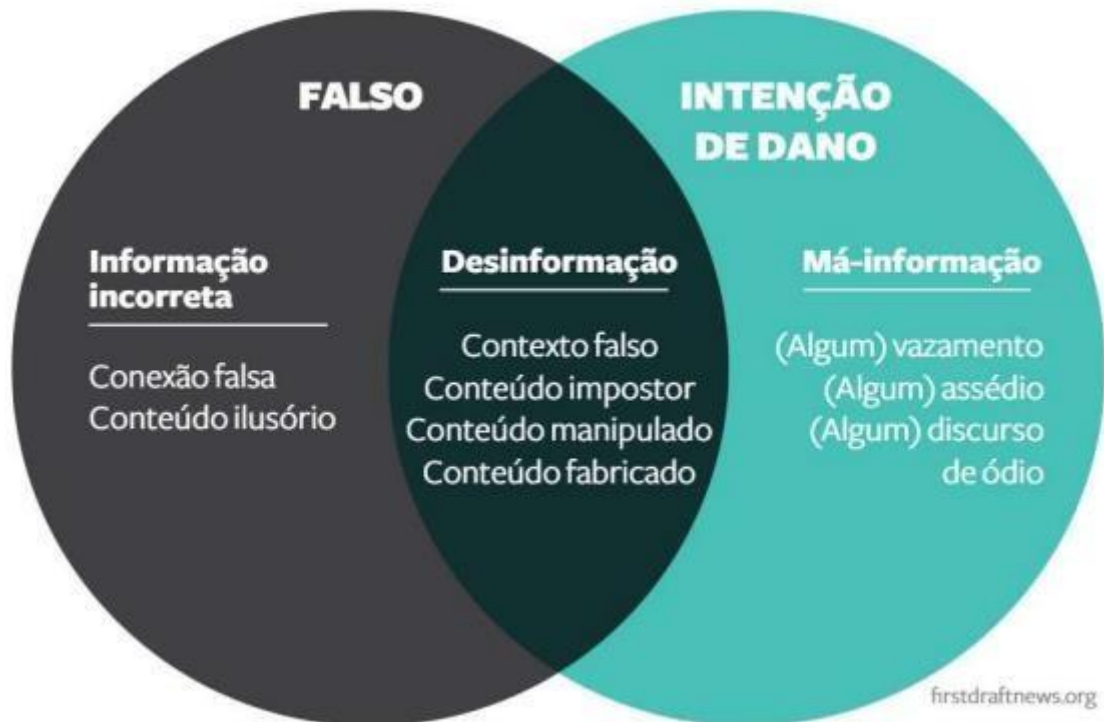 FALSO
INTENÇÃO
DE DANO
Informação
incorreta
Conexão falsa
Conteúdo ilusório
Desinformação
Contexto falso
Conteúdo impostor
Conteúdo manipulado
Conteúdo fabricado
Má-informação
(Algum) vazamento
(Algum) assédio
(Algum) discurso
de ódio
firstdraftnews.org